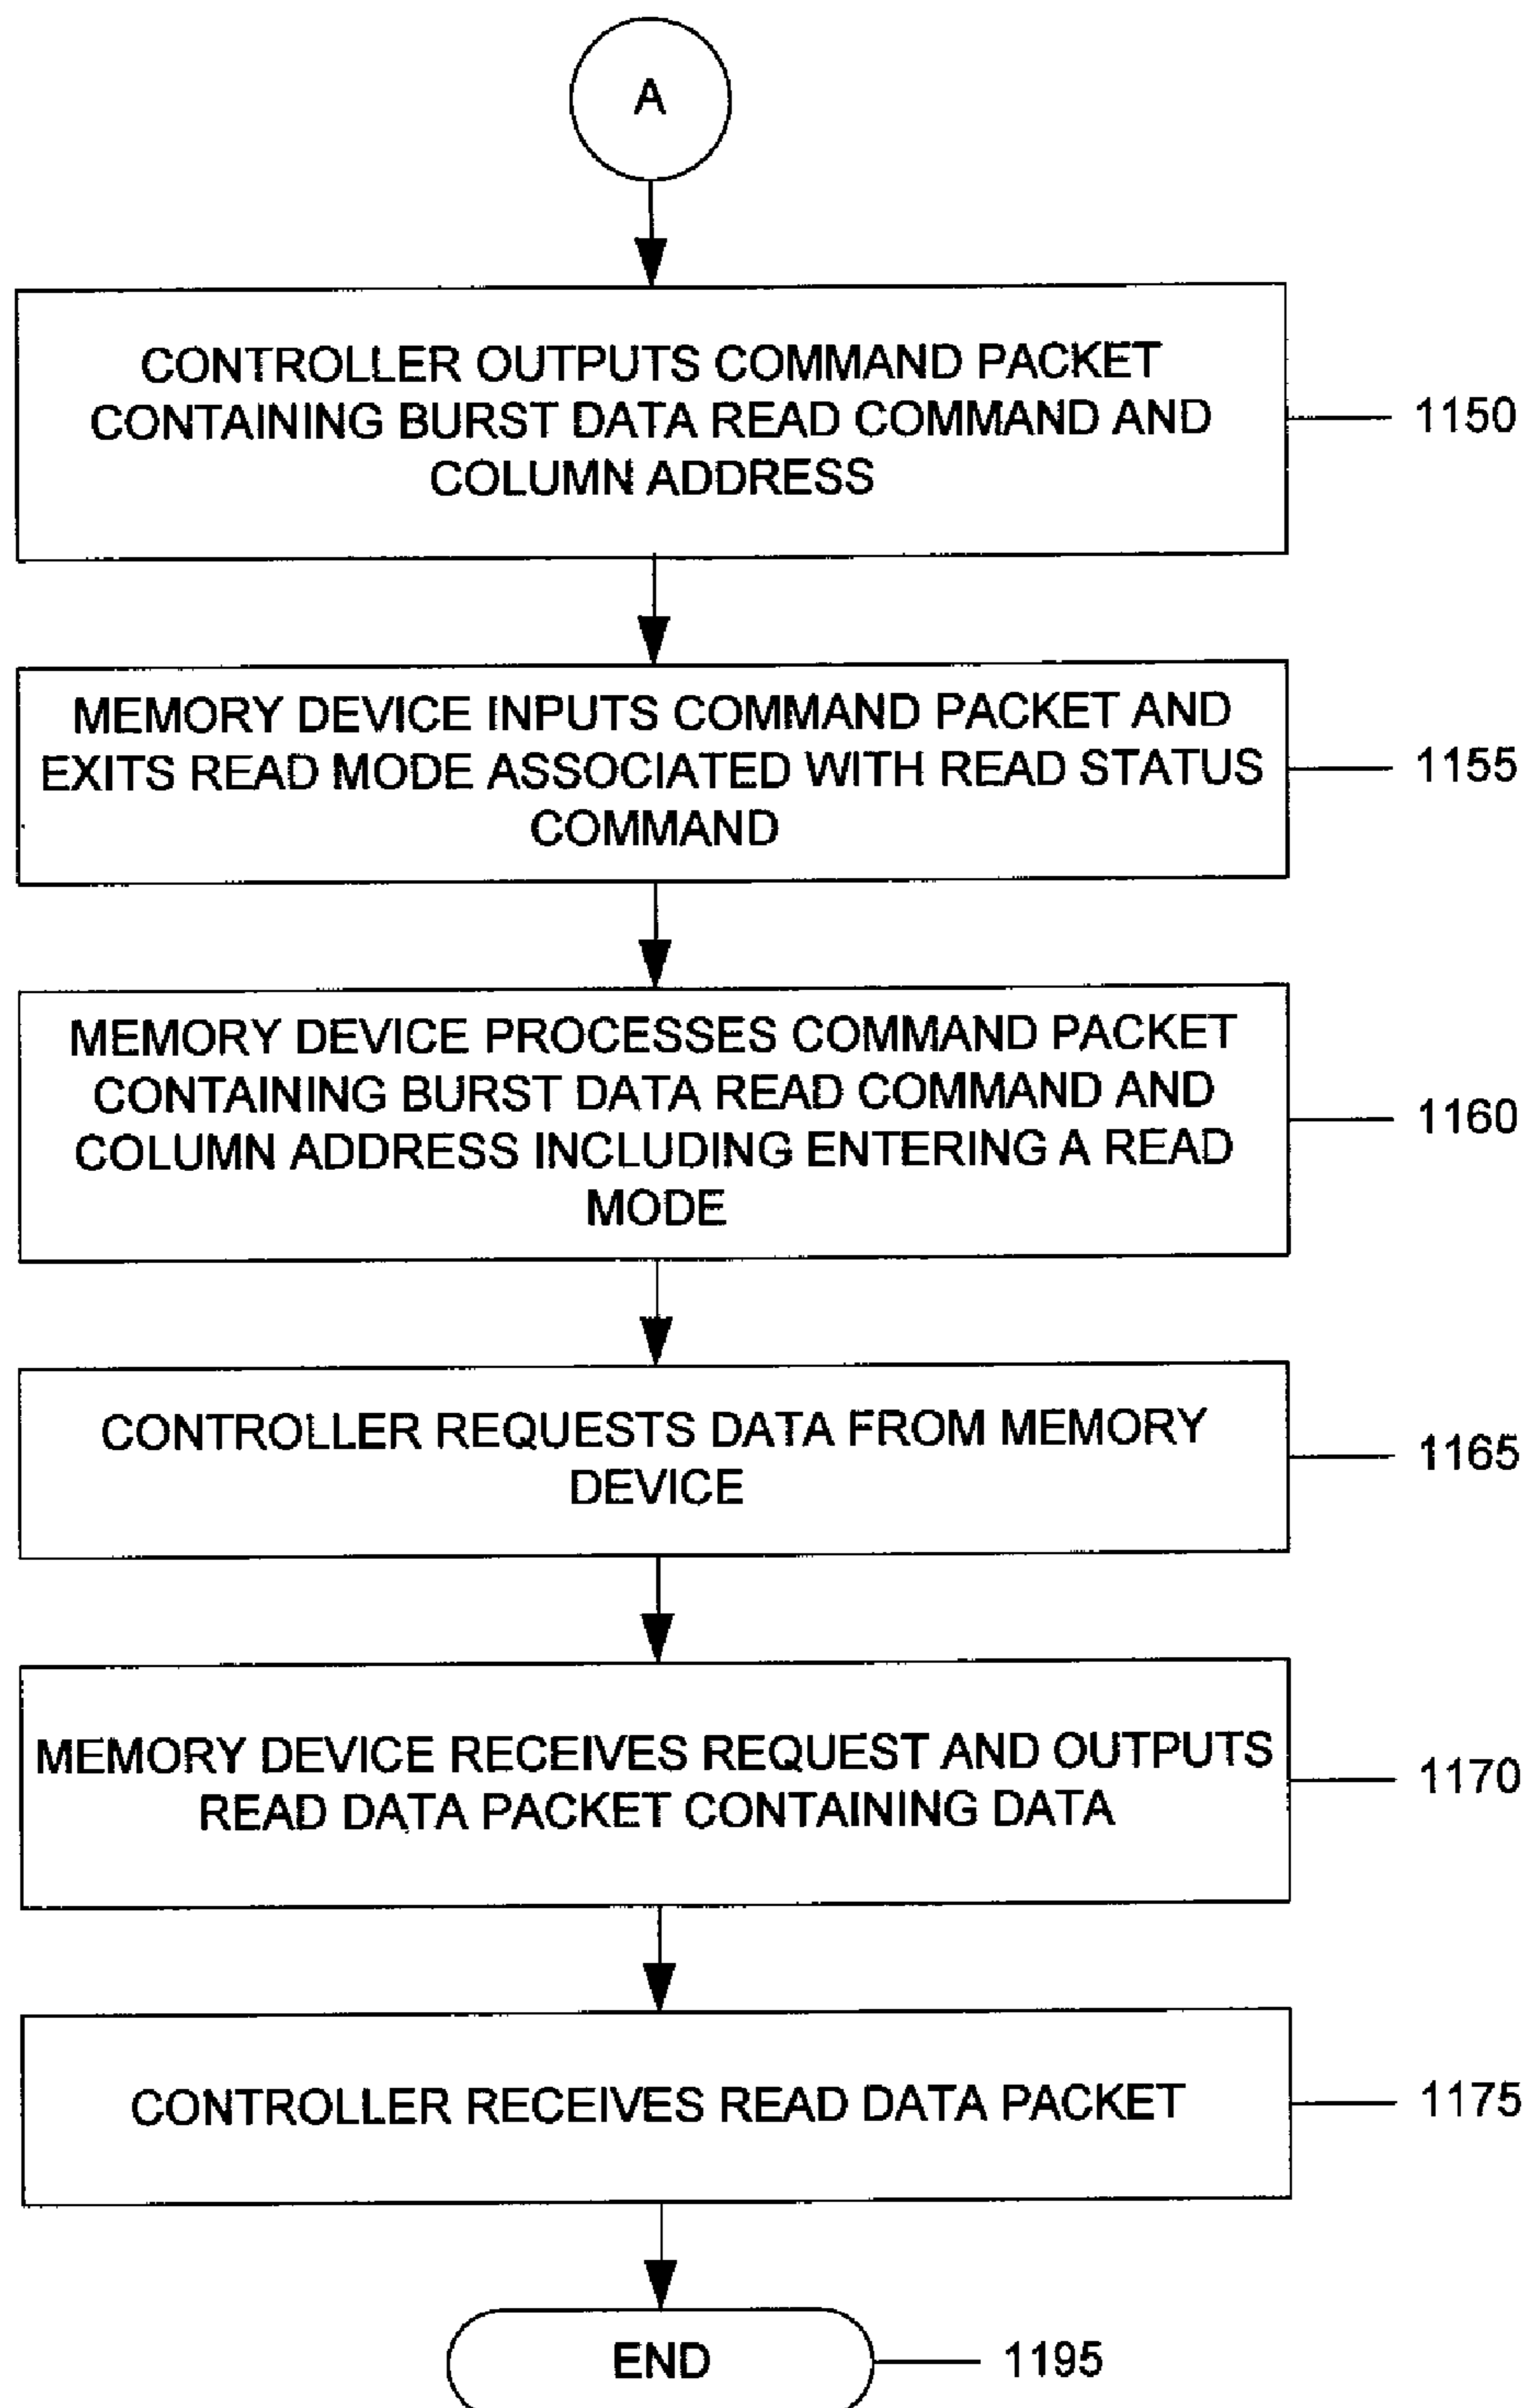 A
CONTROLLER OUTPUTS COMMAND PACKET
CONTAINING BURST DATA READ COMMAND AND
COLUMN ADDRESS
1150
MEMORY DEVICE INPUTS COMMAND PACKET AND
EXITS READ MODE ASSOCIATED WITH READ STATUS
COMMAND
1155
MEMORY DEVICE PROCESSES COMMAND PACKET
CONTAINING BURST DATA READ COMMAND AND
COLUMN ADDRESS INCLUDING ENTERING A READ
MODE
1160
CONTROLLER REQUESTS DATA FROM MEMORY
DEVICE
1165
MEMORY DEVICE RECEIVES REQUEST AND OUTPUTS
READ DATA PACKET CONTAINING DATA
1170
CONTROLLER RECEIVES READ DATA PACKET
1175
END
1195